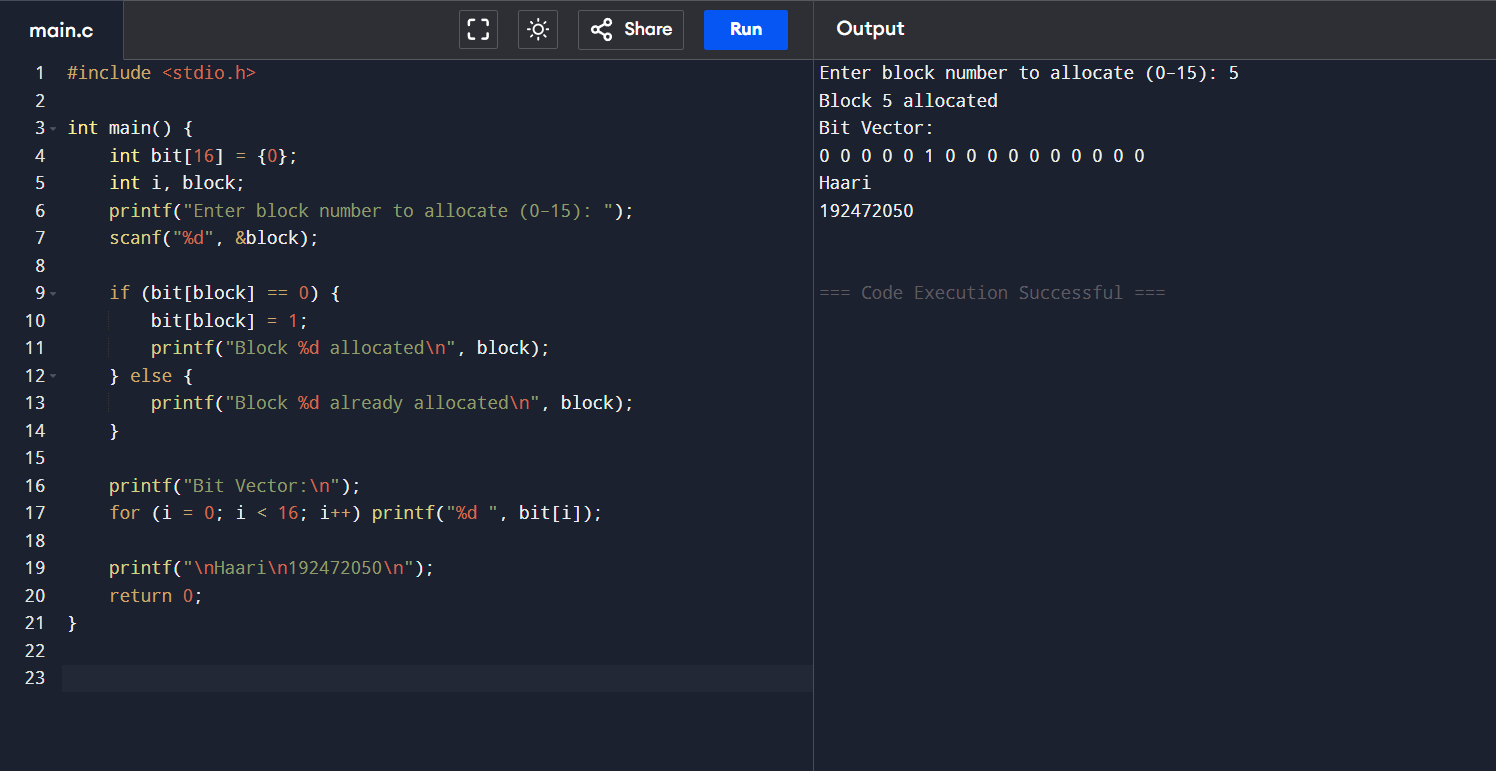 main.c
Share
Run
Output
1 #include <stdio.h>
2
3 int main() {
4     int bit[16] = {0};
5     int i, block;
6     printf("Enter block number to allocate (0-15): ");
7     scanf("%d", &block);
8
9     if (bit[block] == 0) {
10         bit[block] = 1;
11         printf("Block %d allocated\n", block);
12     } else {
13         printf("Block %d already allocated\n", block);
14     }
15
16     printf("Bit Vector:\n");
17     for (i = 0; i < 16; i++) printf("%d ", bit[i]);
18
19     printf("\nHaari\n192472050\n");
20     return 0;
21 }
22
23
Enter block number to allocate (0-15): 5
Block 5 allocated
Bit Vector:
0 0 0 0 0 1 0 0 0 0 0 0 0 0 0 0
Haari
192472050
=== Code Execution Successful ===